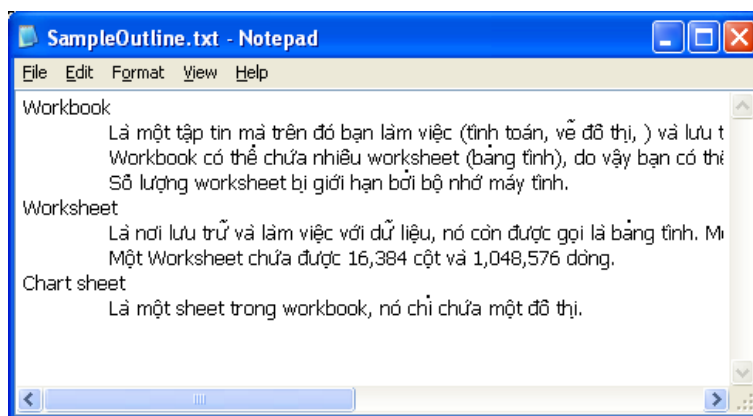 SampleOutline.txt - Notepad
File Edit Format View Help
Workbook
Là một tập tin mà trên đó bạn làm việc (tính toán, vẽ đồ thị, ) và lưu t
Workbook có thể chứa nhiều worksheet (bảng tính), do vậy bạn có thể
Số lượng worksheet bị giới hạn bởi bộ nhớ máy tính.
Worksheet
Là nơi lưu trữ và làm việc với dữ liệu, nó còn được gọi là bảng tính.
Một Worksheet chứa được 16,384 cột và 1,048,576 dòng.
Chart sheet
Là một sheet trong workbook, nó chỉ chứa một đồ thị.